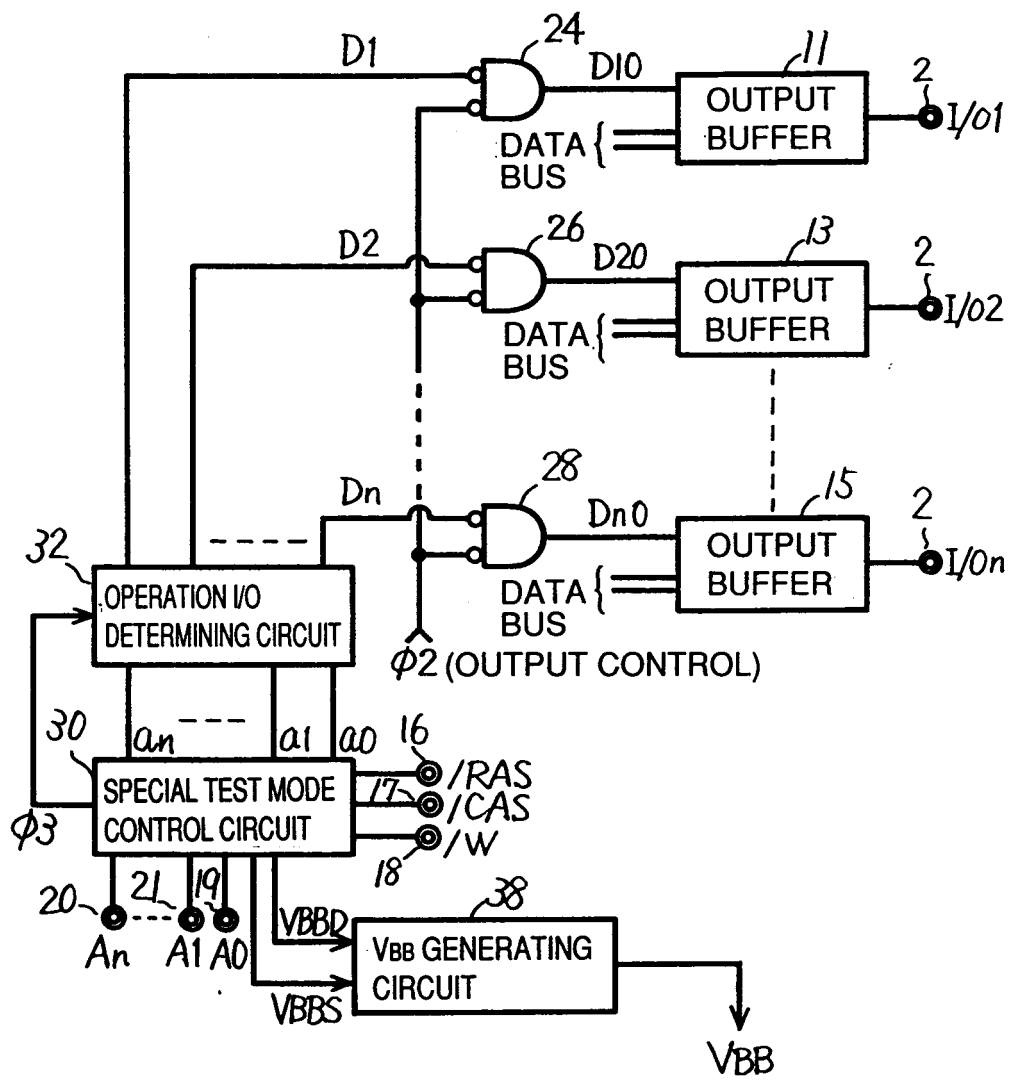 24
D1
D10
11
OUTPUT
BUFFER
2
I/O1
DATA
BUS
26
D2
D20
13
OUTPUT
BUFFER
2
I/O2
DATA
BUS
28
Dn
Dn0
15
OUTPUT
BUFFER
2
I/On
DATA
BUS
32
OPERATION I/O
DETERMINING CIRCUIT
ϕ2 (OUTPUT CONTROL)
30
an
a1
a0
16
/RAS
SPECIAL TEST MODE
CONTROL CIRCUIT
17
/CAS
ϕ3
18
/W
20
21
19
An
A1
A0
VBBD
VBBS
38
VBB GENERATING
CIRCUIT
VBB